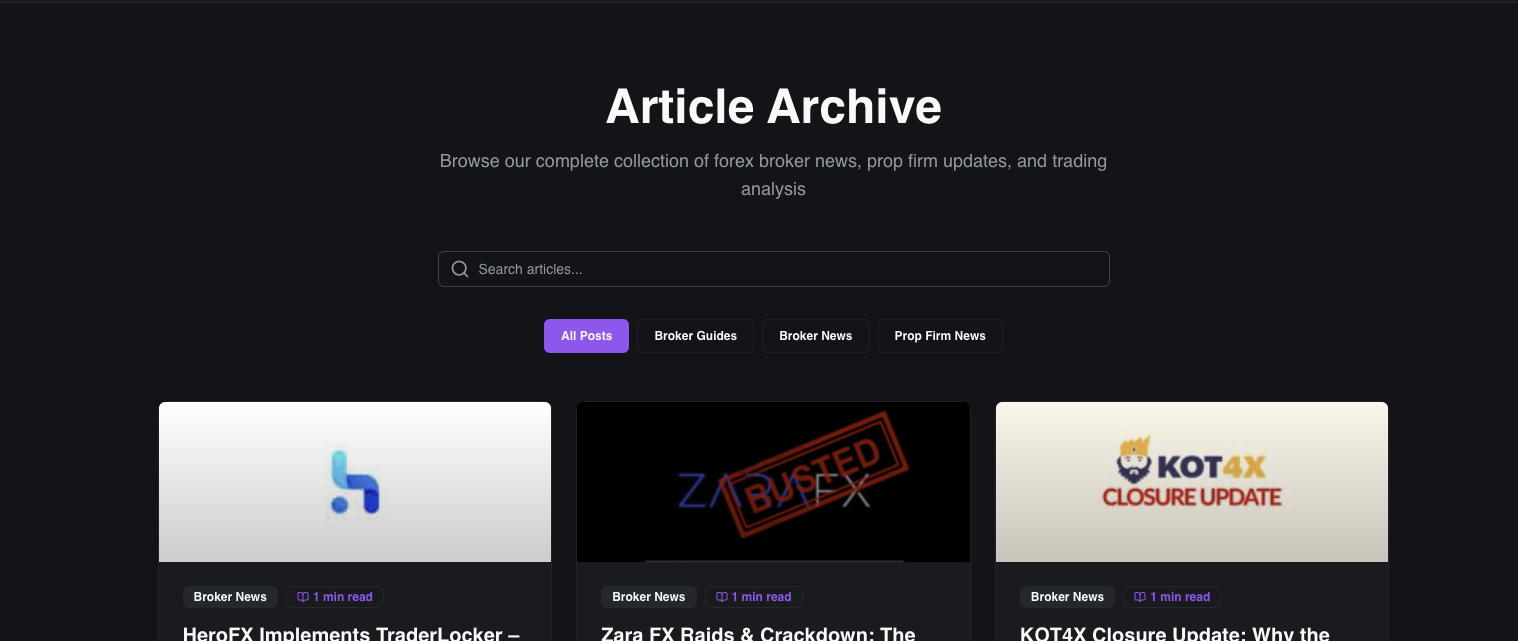 Article Archive
Browse our complete collection of forex broker news, prop firm updates, and trading
analysis
Search articles...
All Posts
Broker Guides
Broker News
Prop Firm News
ZARA FX
BUSTED
KOT4X
CLOSURE UPDATE
Broker News
1 min read
Broker News
1 min read
Broker News
1 min read
HeroFX Implements TraderLocker –
Zara FX Raids & Crackdown: The
KOT4X Closure Update: Why the